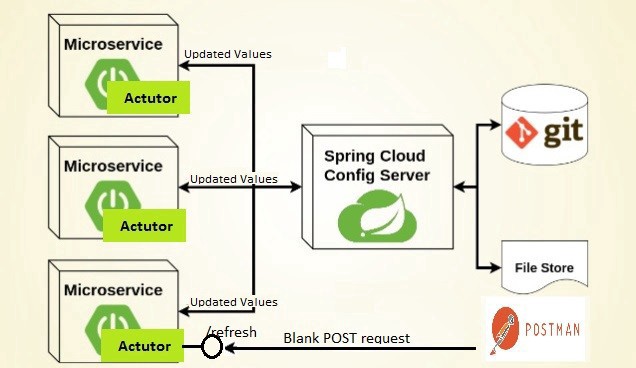 Microservice
Actutor
Updated Values
Microservice
Actutor
Updated Values
Microservice
Actutor
Updated Values
/refresh
Blank POST request
Spring Cloud
Config Server
git
File Store
POSTMAN